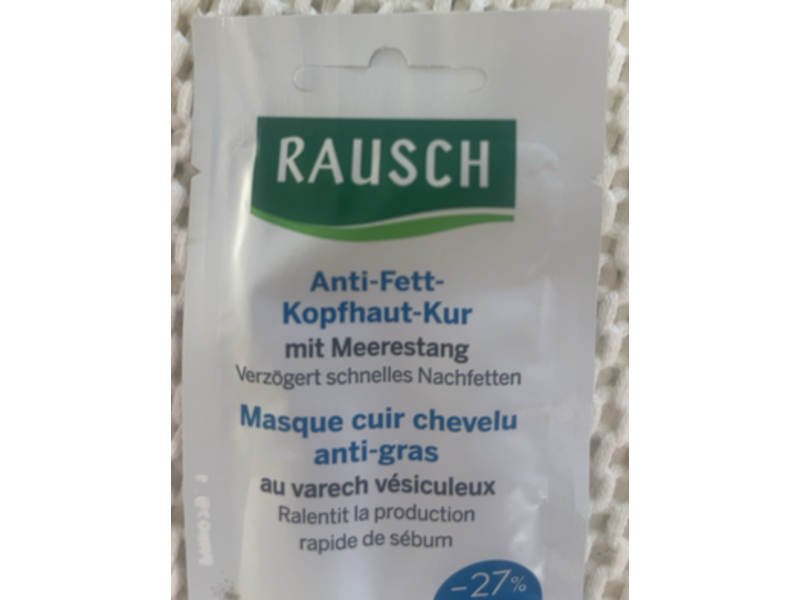 RAUSCH
Anti-Fett-
Kopfhaut-Kur
mit Meerestang
Verzögert schnelles Nachfetten
Masque cuir chevelu
anti-gras
au varech vésiculeux
Ralentit la production
rapide de sébum
-27%